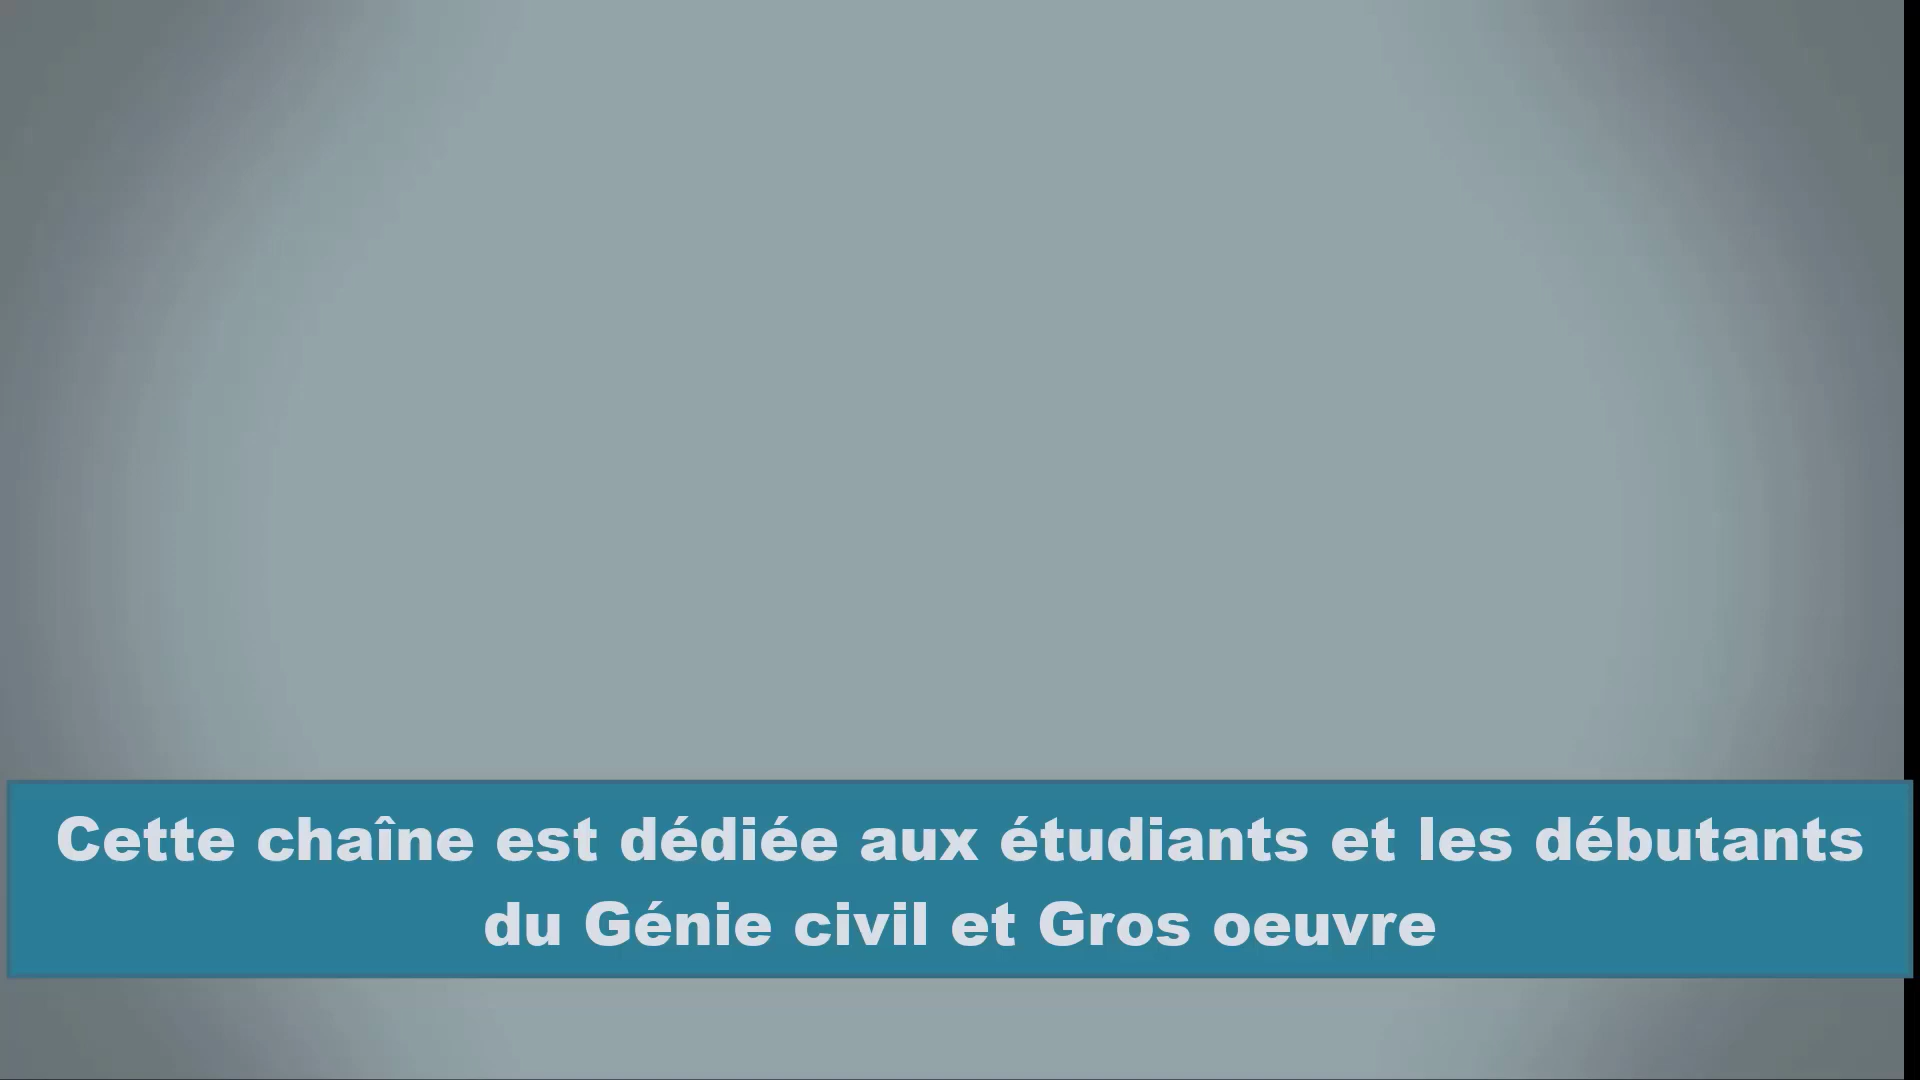 Cette chaîne est dédiée aux étudiants et les débutants
du Génie civil et Gros oeuvre